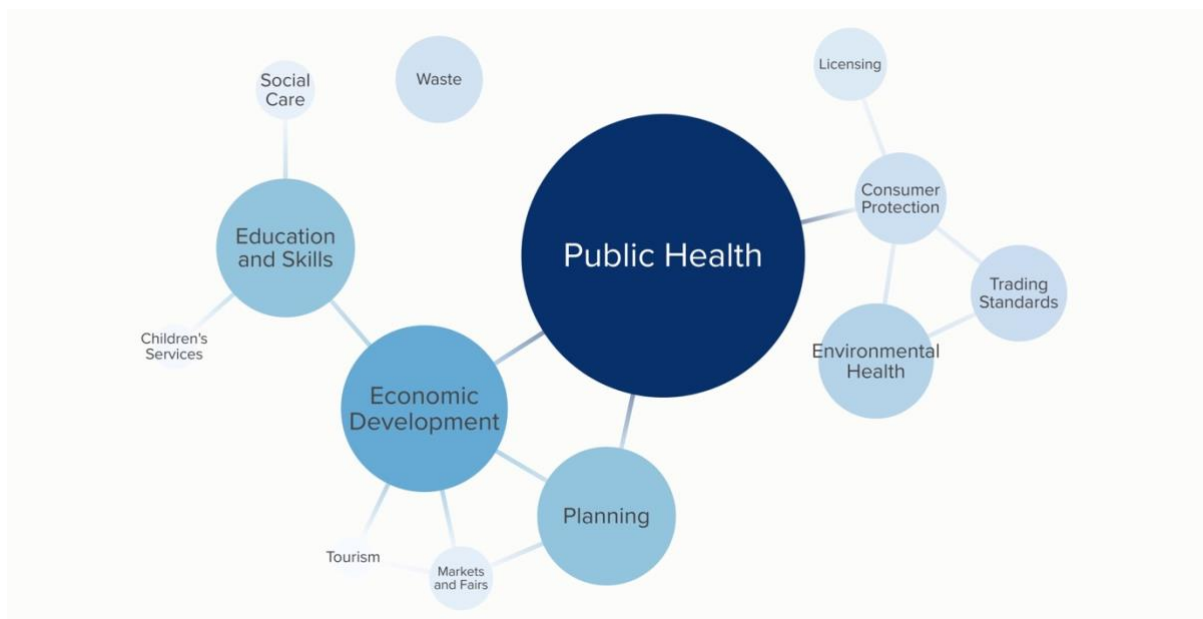 Social
Care
Waste
Licensing
Consumer
Protection
Education
and Skills
Public Health
Trading
Standards
Children's
Services
Environmental
Health
Economic
Development
Planning
Tourism
Markets
and Fairs